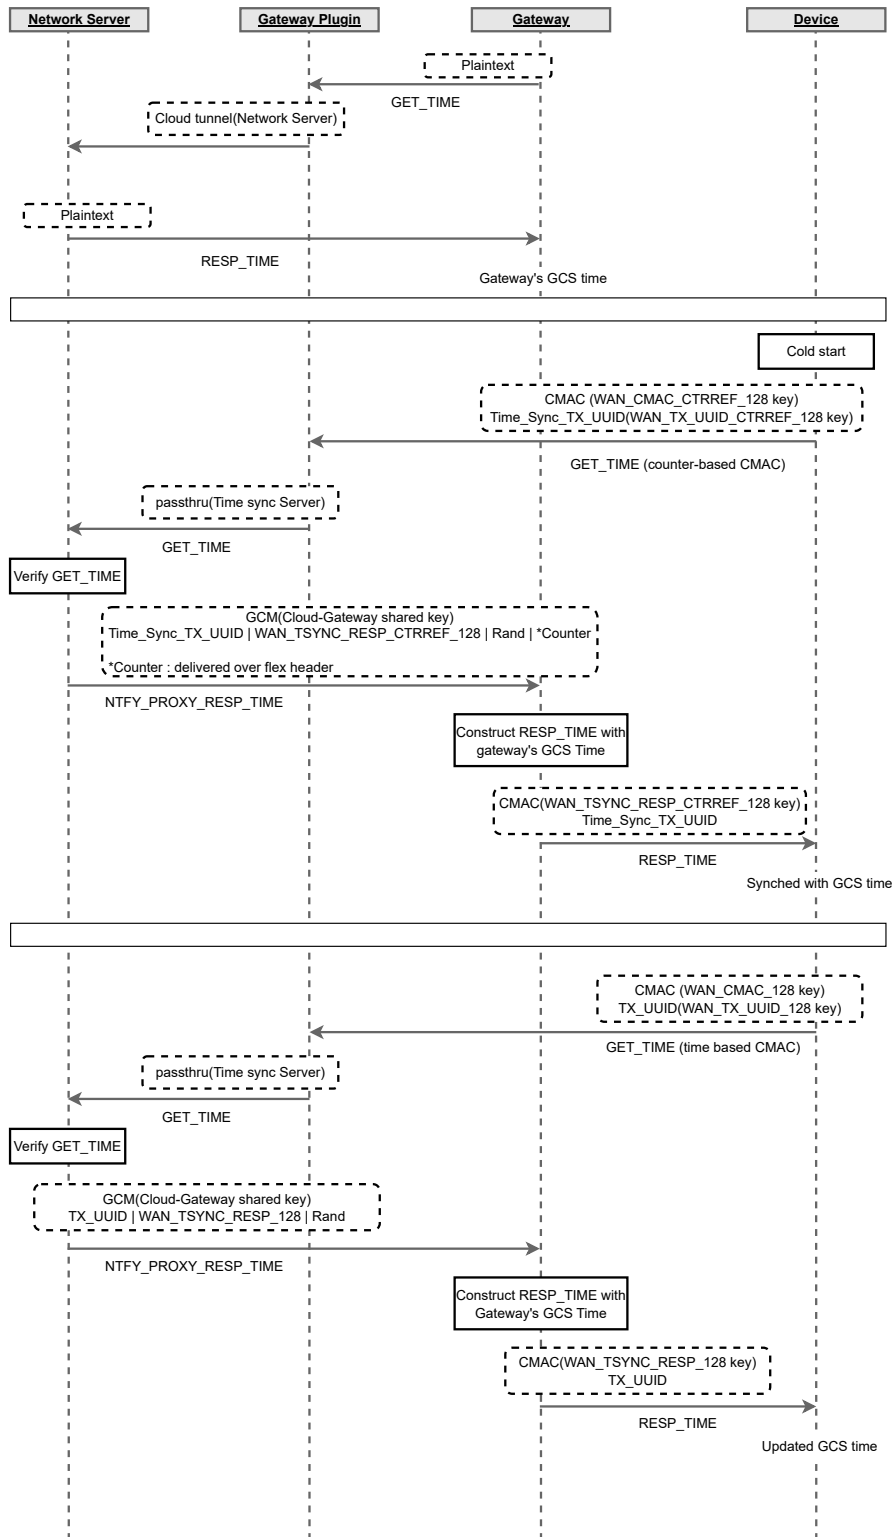 Network Server
Gateway Plugin
Gateway
Device
Plaintext
GET_TIME
Cloud tunnel(Network Server)
Plaintext
RESP_TIME
Gateway's GCS time
Cold start
CMAC (WAN_CMAC_CTRREF_128 key)
Time_Sync_TX_UUID(WAN_TX_UUID_CTRREF_128 key)
GET_TIME (counter-based CMAC)
passthru(Time sync Server)
GET_TIME
Verify GET_TIME
GCM(Cloud-Gateway shared key)
Time_Sync_TX_UUID | WAN_TSYNC_RESP_CTRREF_128 | Rand | *Counter
*Counter : delivered over flex header
NTFY_PROXY_RESP_TIME
Construct RESP_TIME with
gateway's GCS Time
CMAC(WAN_TSYNC_RESP_CTRREF_128 key)
Time_Sync_TX_UUID
RESP_TIME
Synched with GCS time
CMAC (WAN_CMAC_128 key)
TX_UUID(WAN_TX_UUID_128 key)
GET_TIME (time based CMAC)
passthru(Time sync Server)
GET_TIME
Verify GET_TIME
GCM(Cloud-Gateway shared key)
TX_UUID | WAN_TSYNC_RESP_128 | Rand
NTFY_PROXY_RESP_TIME
Construct RESP_TIME with
Gateway's GCS Time
CMAC(WAN_TSYNC_RESP_128 key)
TX_UUID
RESP_TIME
Updated GCS time